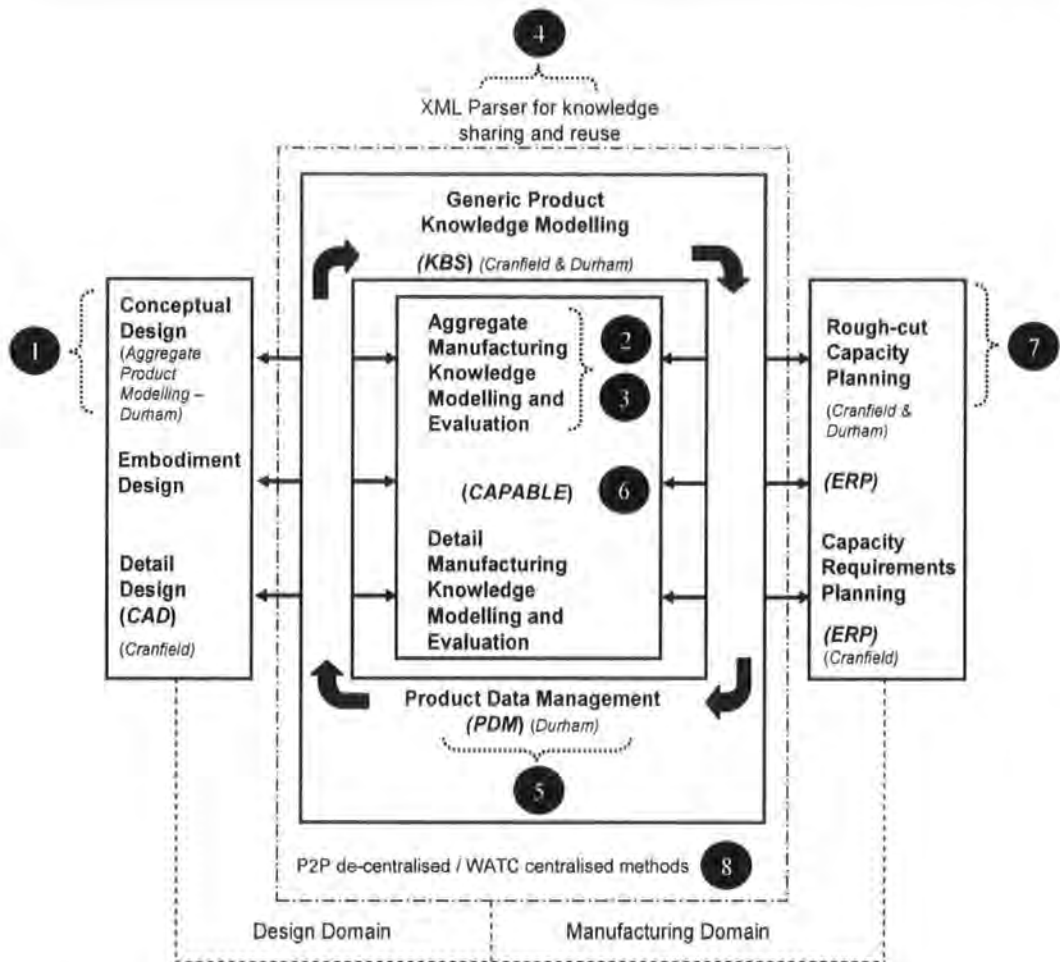 4
XML Parser for knowledge
sharing and reuse
Generic Product
Knowledge Modelling
(KBS) (Cranfield & Durham)
1
Conceptual
Design
(Aggregate
Product
Modelling –
Durham)
Embodiment
Design
Detail
Design
(CAD)
(Cranfield)
Aggregate
Manufacturing
Knowledge
Modelling and
Evaluation
2
3
(CAPABLE)
6
Detail
Manufacturing
Knowledge
Modelling and
Evaluation
Rough-cut
Capacity
Planning
(Cranfield &
Durham)
7
(ERP)
Capacity
Requirements
Planning
(ERP)
(Cranfield)
Product Data Management
(PDM) (Durham)
5
P2P de-centralised / WATC centralised methods
8
Design Domain
Manufacturing Domain